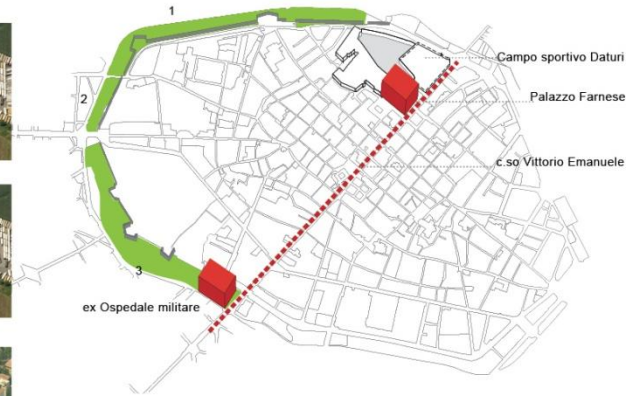 1
Campo sportivo Daturi
2
Palazzo Farnese
c.so Vittorio Emanuele
3
ex Ospedale militare